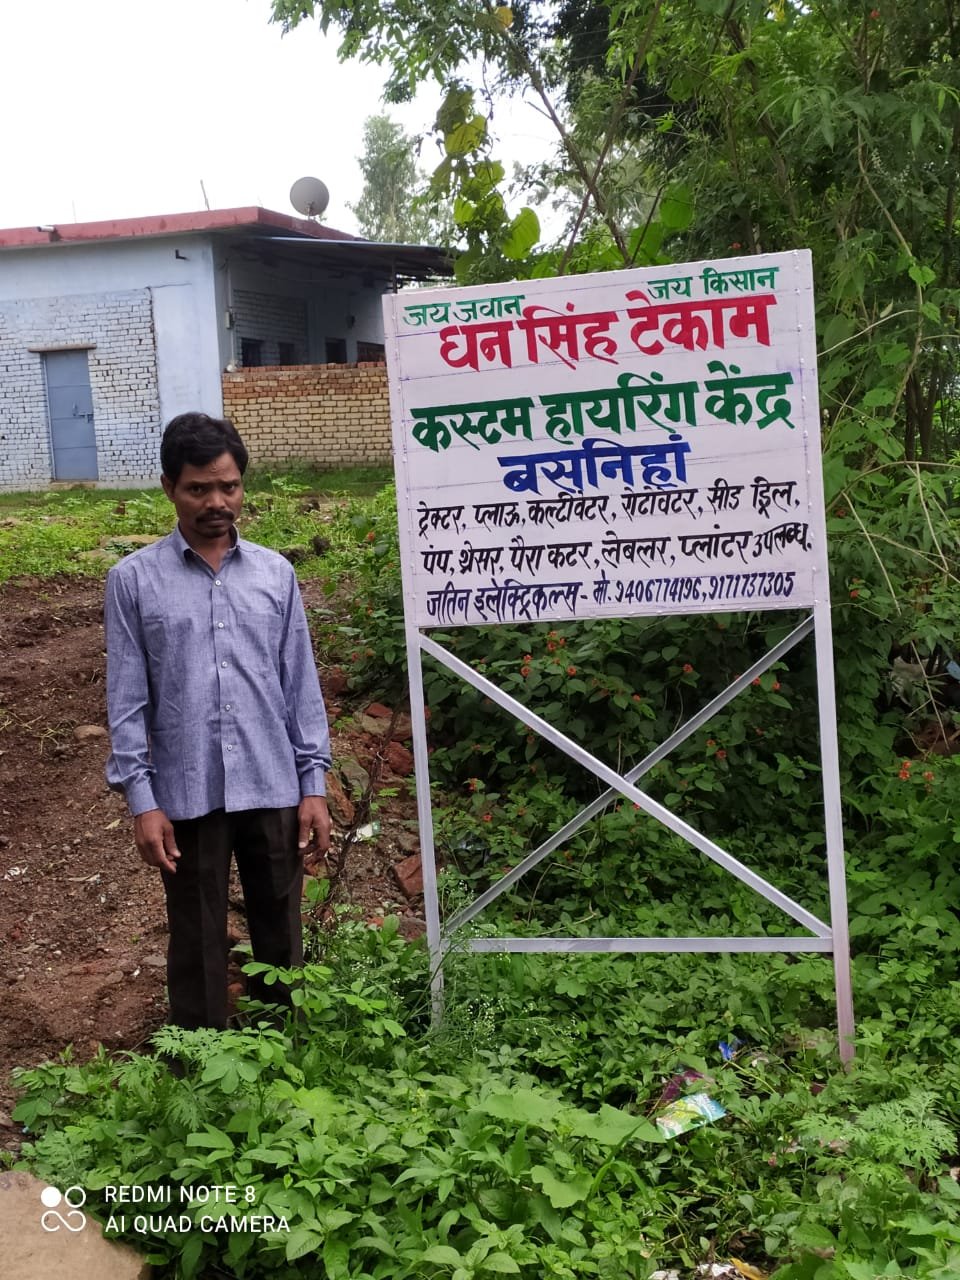 जय जवान जय किसान
धन सिंह टेकाम
कस्टम हायरिंग केंद्र
बसनिहां
ट्रेक्टर, प्लाऊ, कल्टीवेटर, रोटावेटर, सीड ड्रिल,
पंप, थ्रेसर, पैरा कटर, लेबलर, प्लांटर उपलब्ध.
जतिन इलेक्ट्रिकल्स - मो. 9406774196, 9171737305
REDMI NOTE 8
AI QUAD CAMERA